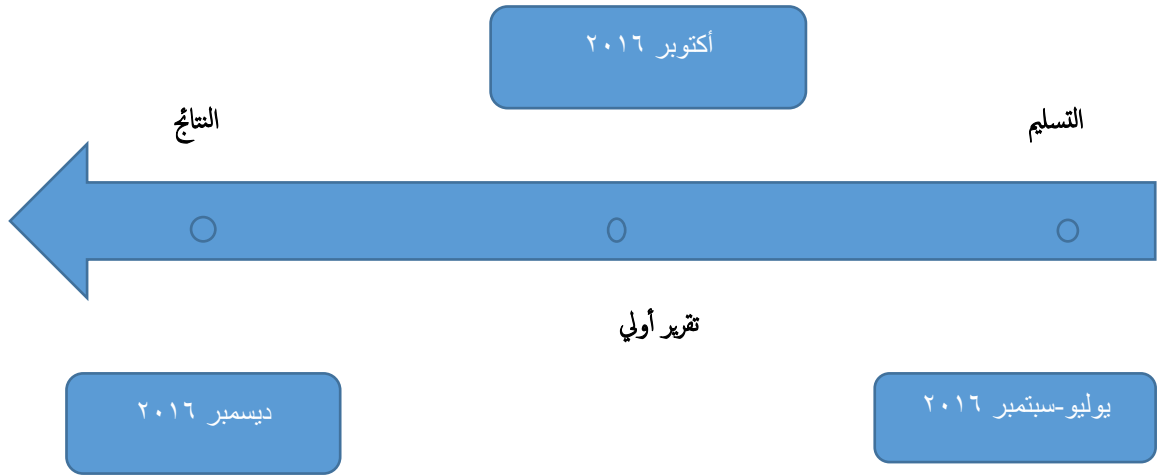 أكتوبر ٢٠١٦
التسليم
النتائج
تقرير أولي
يوليو-سبتمبر ٢٠١٦
ديسمبر ٢٠١٦